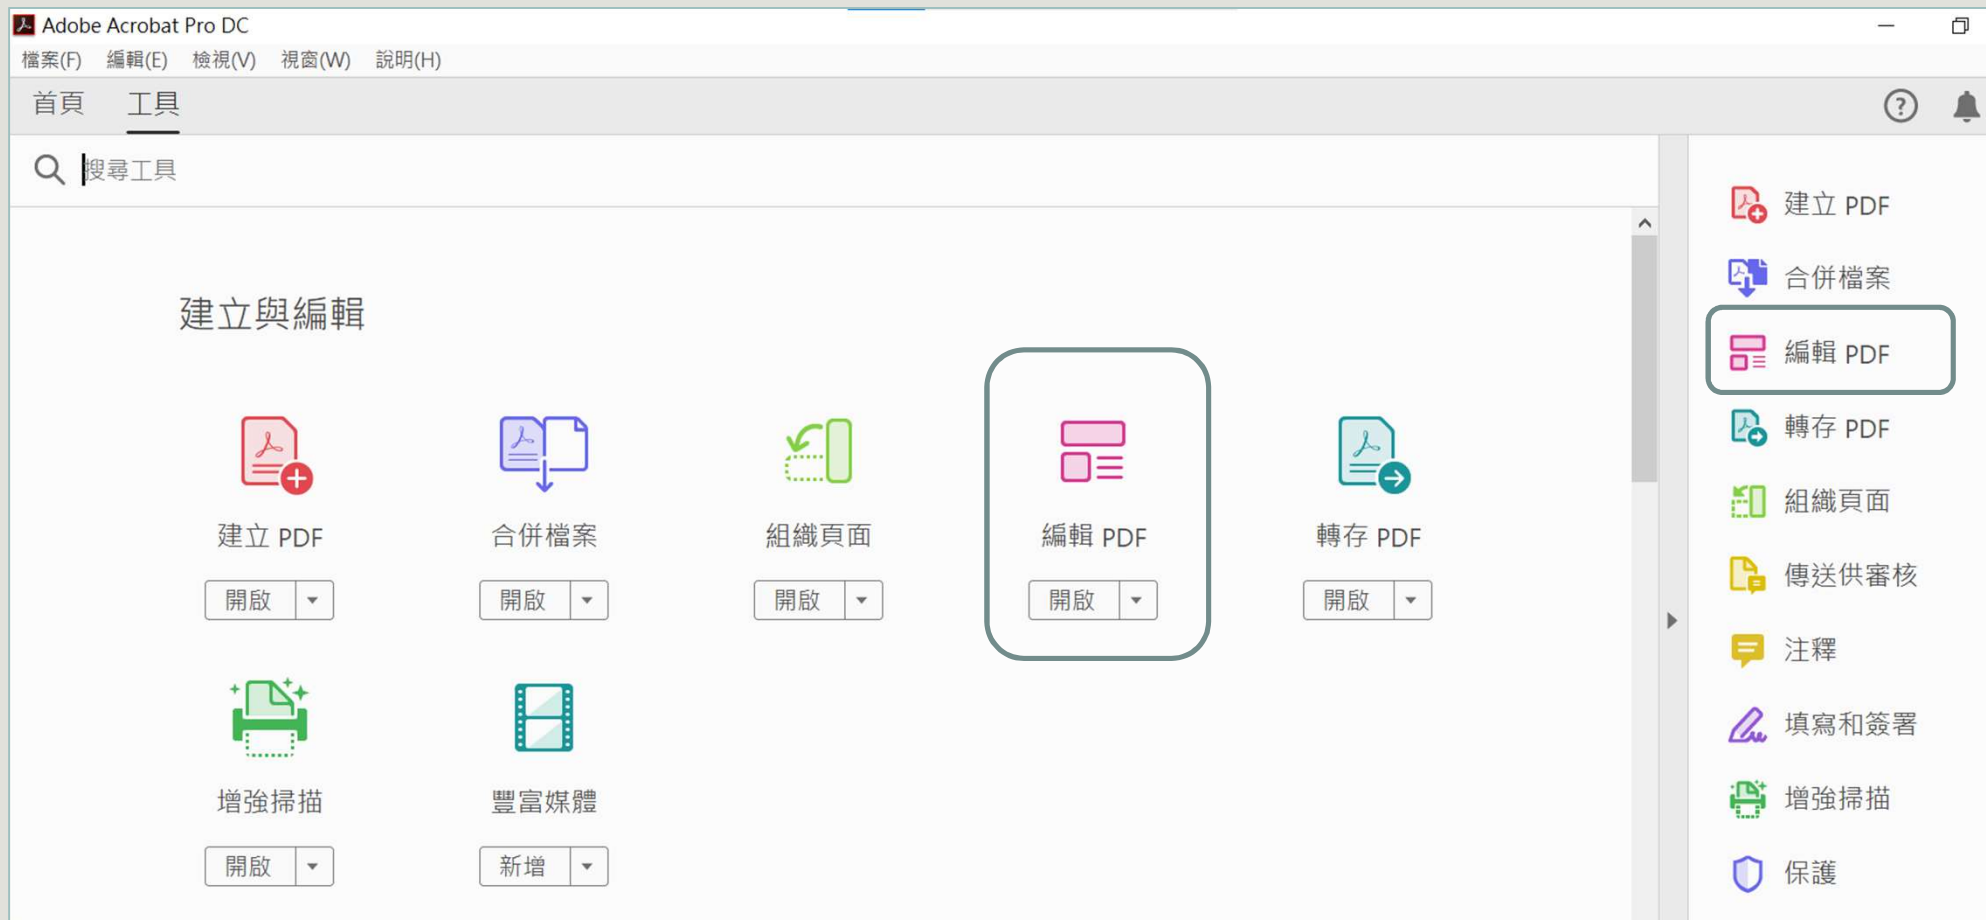 Adobe Acrobat Pro DC
檔案(F) 編輯(E) 檢視(V) 視窗(W) 說明(H)
首頁 工具
搜尋工具
建立與編輯
建立 PDF 合併檔案 組織頁面 編輯 PDF 轉存 PDF
開啟 開啟 開啟 開啟 開啟
增強掃描 豐富媒體
開啟 新增
建立 PDF
合併檔案
編輯 PDF
轉存 PDF
組織頁面
傳送供審核
注釋
填寫和簽署
增強掃描
保護